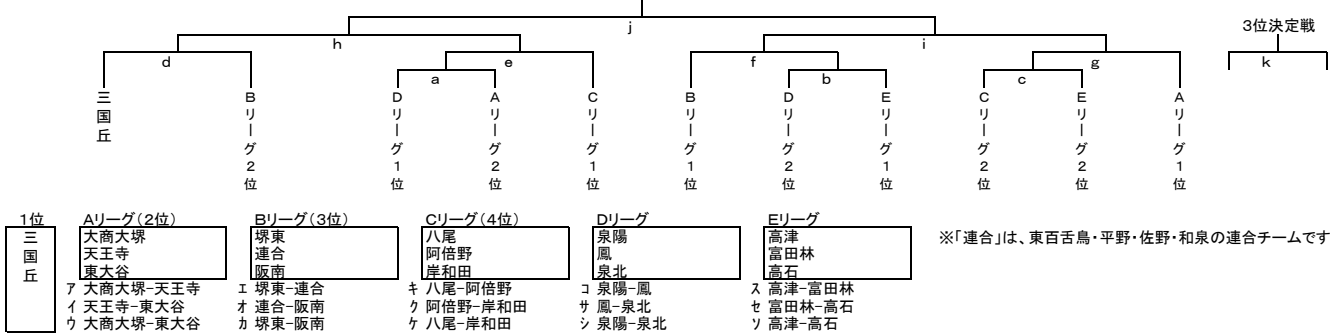 j
3位決定戦
h
i
k
d
e
f
g
a
b
c
三国丘
Bリーグ2位
Dリーグ1位
Aリーグ2位
Cリーグ1位
Bリーグ1位
Dリーグ2位
Eリーグ1位
Cリーグ2位
Eリーグ2位
Aリーグ1位
1位
三国丘
Aリーグ(2位)
大商大堺
天王寺
東大谷
ア 大商大堺-天王寺
イ 天王寺-東大谷
ウ 大商大堺-東大谷
Bリーグ(3位)
堺東
連合
阪南
エ 堺東-連合
オ 連合-阪南
カ 堺東-阪南
Cリーグ(4位)
八尾
阿倍野
岸和田
キ 八尾-阿倍野
ク 阿倍野-岸和田
ケ 八尾-岸和田
Dリーグ
泉陽
鳳
泉北
コ 泉陽-鳳
サ 鳳-泉北
シ 泉陽-泉北
Eリーグ
高津
富田林
高石
ス 高津-富田林
セ 富田林-高石
ソ 高津-高石
※「連合」は、東百舌鳥・平野・佐野・和泉の連合チームです